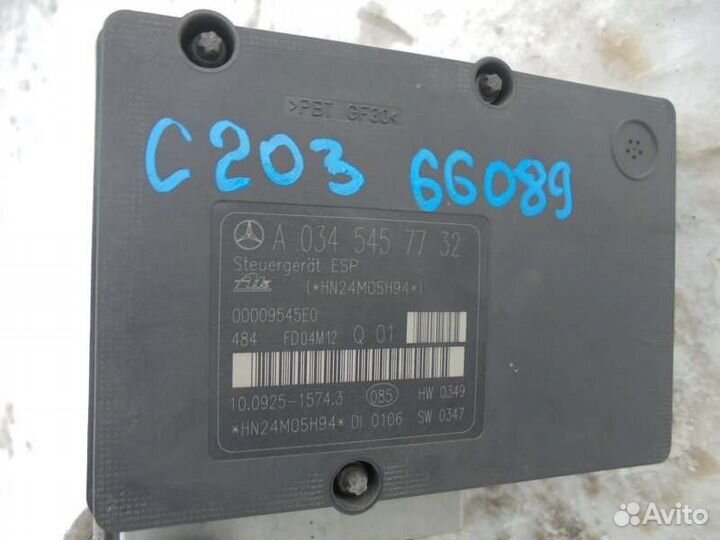 >PBT GF30<
C203 66089
A 034 545 77 32
Steuergerät ESP
Ate (*HN24M05H94*)
00009545E0
484 FD04M12 Q 01
10.0925-1574.3 085 HW 0349
*HN24M05H94* DI 0106 SW 0347
Avito